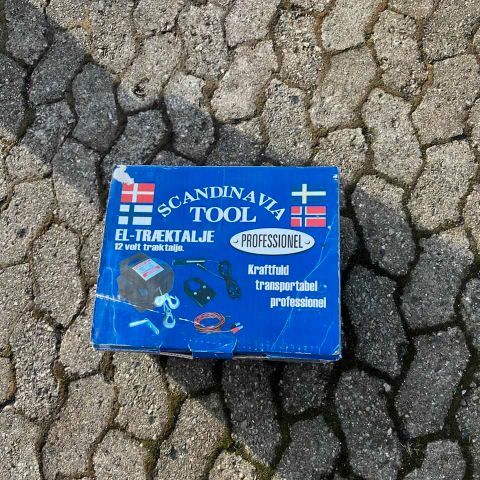 SCANDINAVIA
TOOL
EL-TRÆKTALJE
12 volt træktalje.
PROFESSIONEL
Kraftfuld
transportabel
professionel